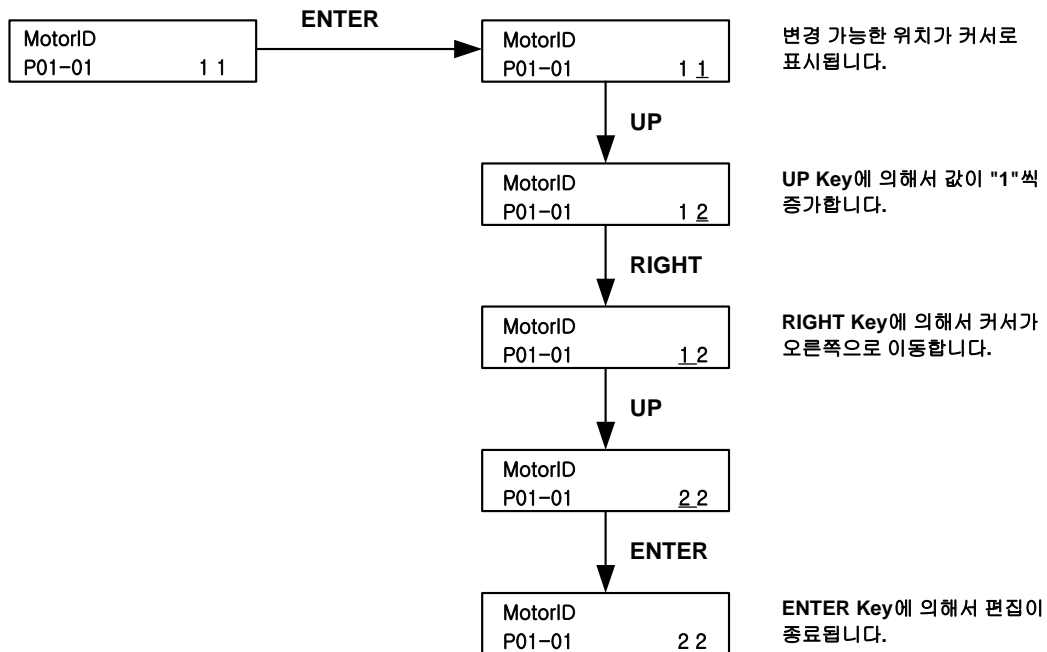 ENTER
MotorID
P01-01 1 1
MotorID
P01-01 1 1
변경 가능한 위치가 커서로
표시됩니다.
UP
MotorID
P01-01 1 2
UP Key에 의해서 값이 "1"씩
증가합니다.
RIGHT
MotorID
P01-01 1 2
RIGHT Key에 의해서 커서가
오른쪽으로 이동합니다.
UP
MotorID
P01-01 2 2
ENTER
MotorID
P01-01 2 2
ENTER Key에 의해서 편집이
종료됩니다.